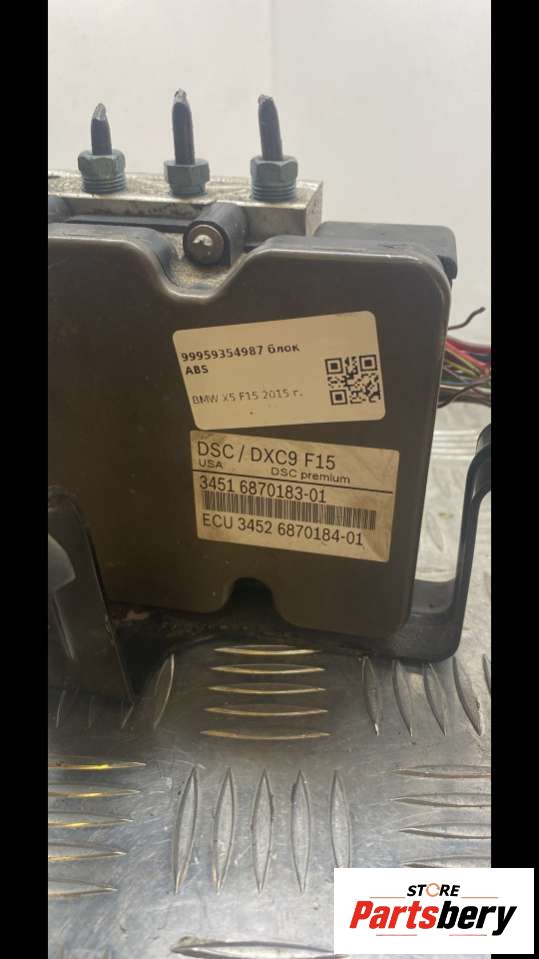 99959354987 блок
ABS
BMW X5 F15 2015 г.
DSC / DXC9 F15
USA DSC premium
3451 6870183-01
ECU 3452 6870184-01
STORE
Partsbery